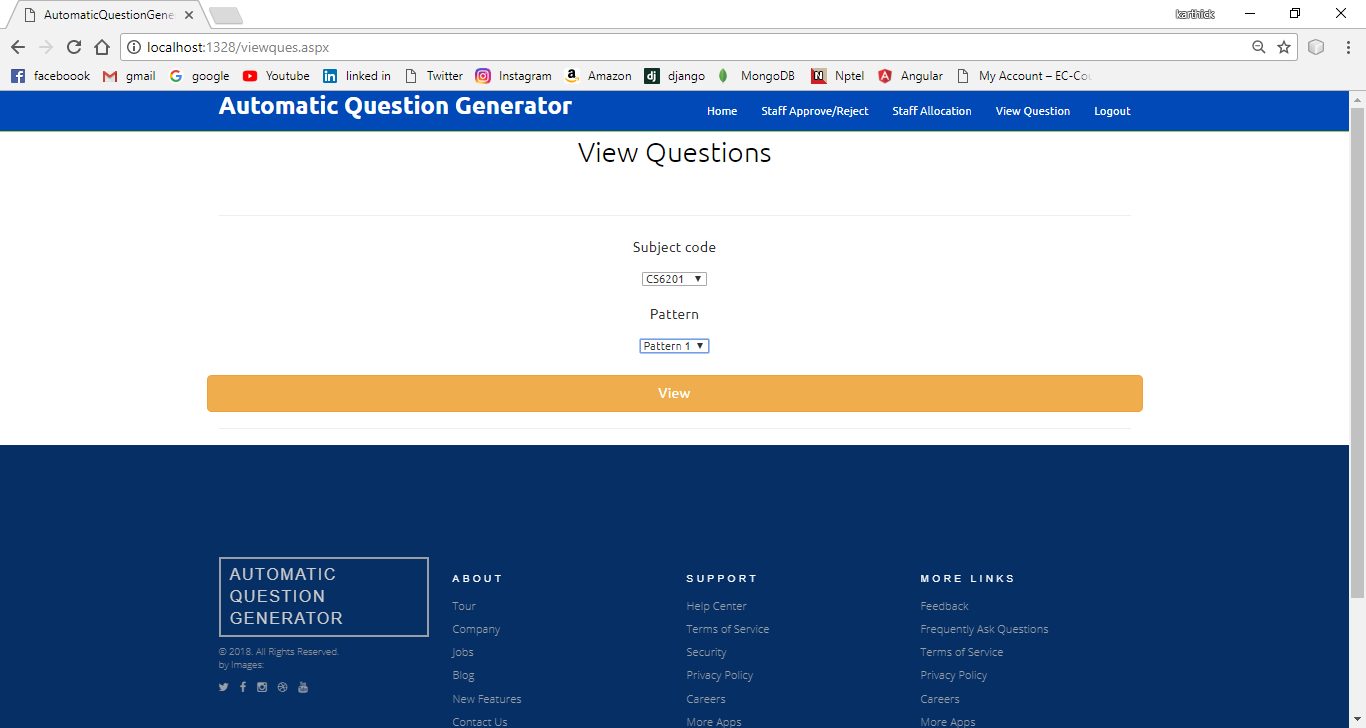 AutomaticQuestionGene
karthick
localhost:1328/viewques.aspx
faceboook gmail google Youtube linked in Twitter Instagram Amazon django MongoDB Nptel Angular My Account – EC-Cou
Automatic Question Generator
Home Staff Approve/Reject Staff Allocation View Question Logout
View Questions
Subject code
CS6201
Pattern
Pattern 1
View
AUTOMATIC
QUESTION
GENERATOR
© 2018. All Rights Reserved.
by Images:
ABOUT
Tour
Company
Jobs
Blog
New Features
Contact Us
SUPPORT
Help Center
Terms of Service
Security
Privacy Policy
Careers
More Apps
MORE LINKS
Feedback
Frequently Ask Questions
Terms of Service
Privacy Policy
Careers
More Apps